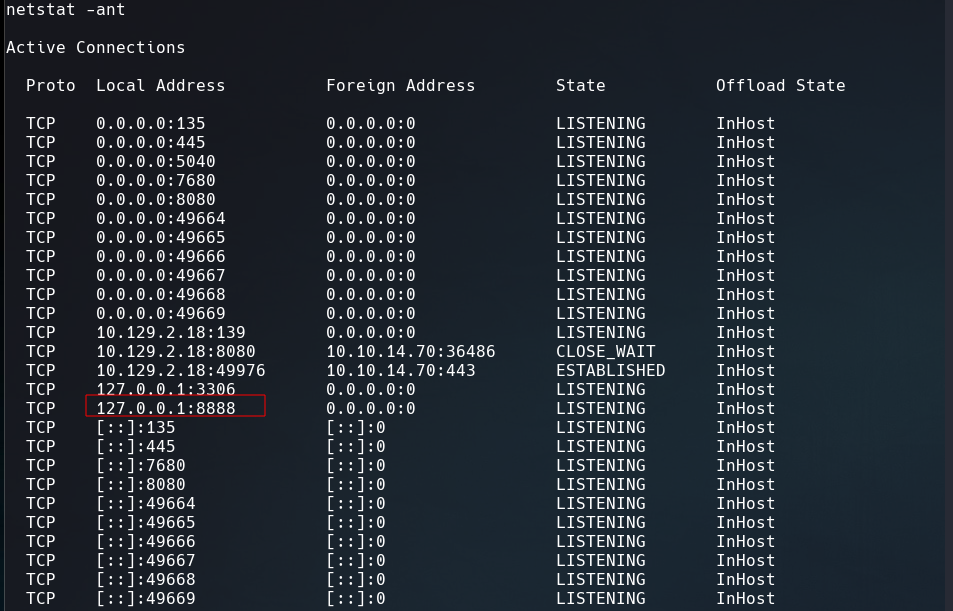 netstat -ant
Active Connections
Proto  Local Address          Foreign Address        State           Offload State
TCP    0.0.0.0:135            0.0.0.0:0              LISTENING       InHost
TCP    0.0.0.0:445            0.0.0.0:0              LISTENING       InHost
TCP    0.0.0.0:5040           0.0.0.0:0              LISTENING       InHost
TCP    0.0.0.0:7680           0.0.0.0:0              LISTENING       InHost
TCP    0.0.0.0:8080           0.0.0.0:0              LISTENING       InHost
TCP    0.0.0.0:49664          0.0.0.0:0              LISTENING       InHost
TCP    0.0.0.0:49665          0.0.0.0:0              LISTENING       InHost
TCP    0.0.0.0:49666          0.0.0.0:0              LISTENING       InHost
TCP    0.0.0.0:49667          0.0.0.0:0              LISTENING       InHost
TCP    0.0.0.0:49668          0.0.0.0:0              LISTENING       InHost
TCP    0.0.0.0:49669          0.0.0.0:0              LISTENING       InHost
TCP    10.129.2.18:139        0.0.0.0:0              LISTENING       InHost
TCP    10.129.2.18:8080       10.10.14.70:36486      CLOSE_WAIT      InHost
TCP    10.129.2.18:49976      10.10.14.70:443        ESTABLISHED     InHost
TCP    127.0.0.1:3306         0.0.0.0:0              LISTENING       InHost
TCP    127.0.0.1:8888         0.0.0.0:0              LISTENING       InHost
TCP    [::]:135               [::]:0                 LISTENING       InHost
TCP    [::]:445               [::]:0                 LISTENING       InHost
TCP    [::]:7680              [::]:0                 LISTENING       InHost
TCP    [::]:8080              [::]:0                 LISTENING       InHost
TCP    [::]:49664             [::]:0                 LISTENING       InHost
TCP    [::]:49665             [::]:0                 LISTENING       InHost
TCP    [::]:49666             [::]:0                 LISTENING       InHost
TCP    [::]:49667             [::]:0                 LISTENING       InHost
TCP    [::]:49668             [::]:0                 LISTENING       InHost
TCP    [::]:49669             [::]:0                 LISTENING       InHost